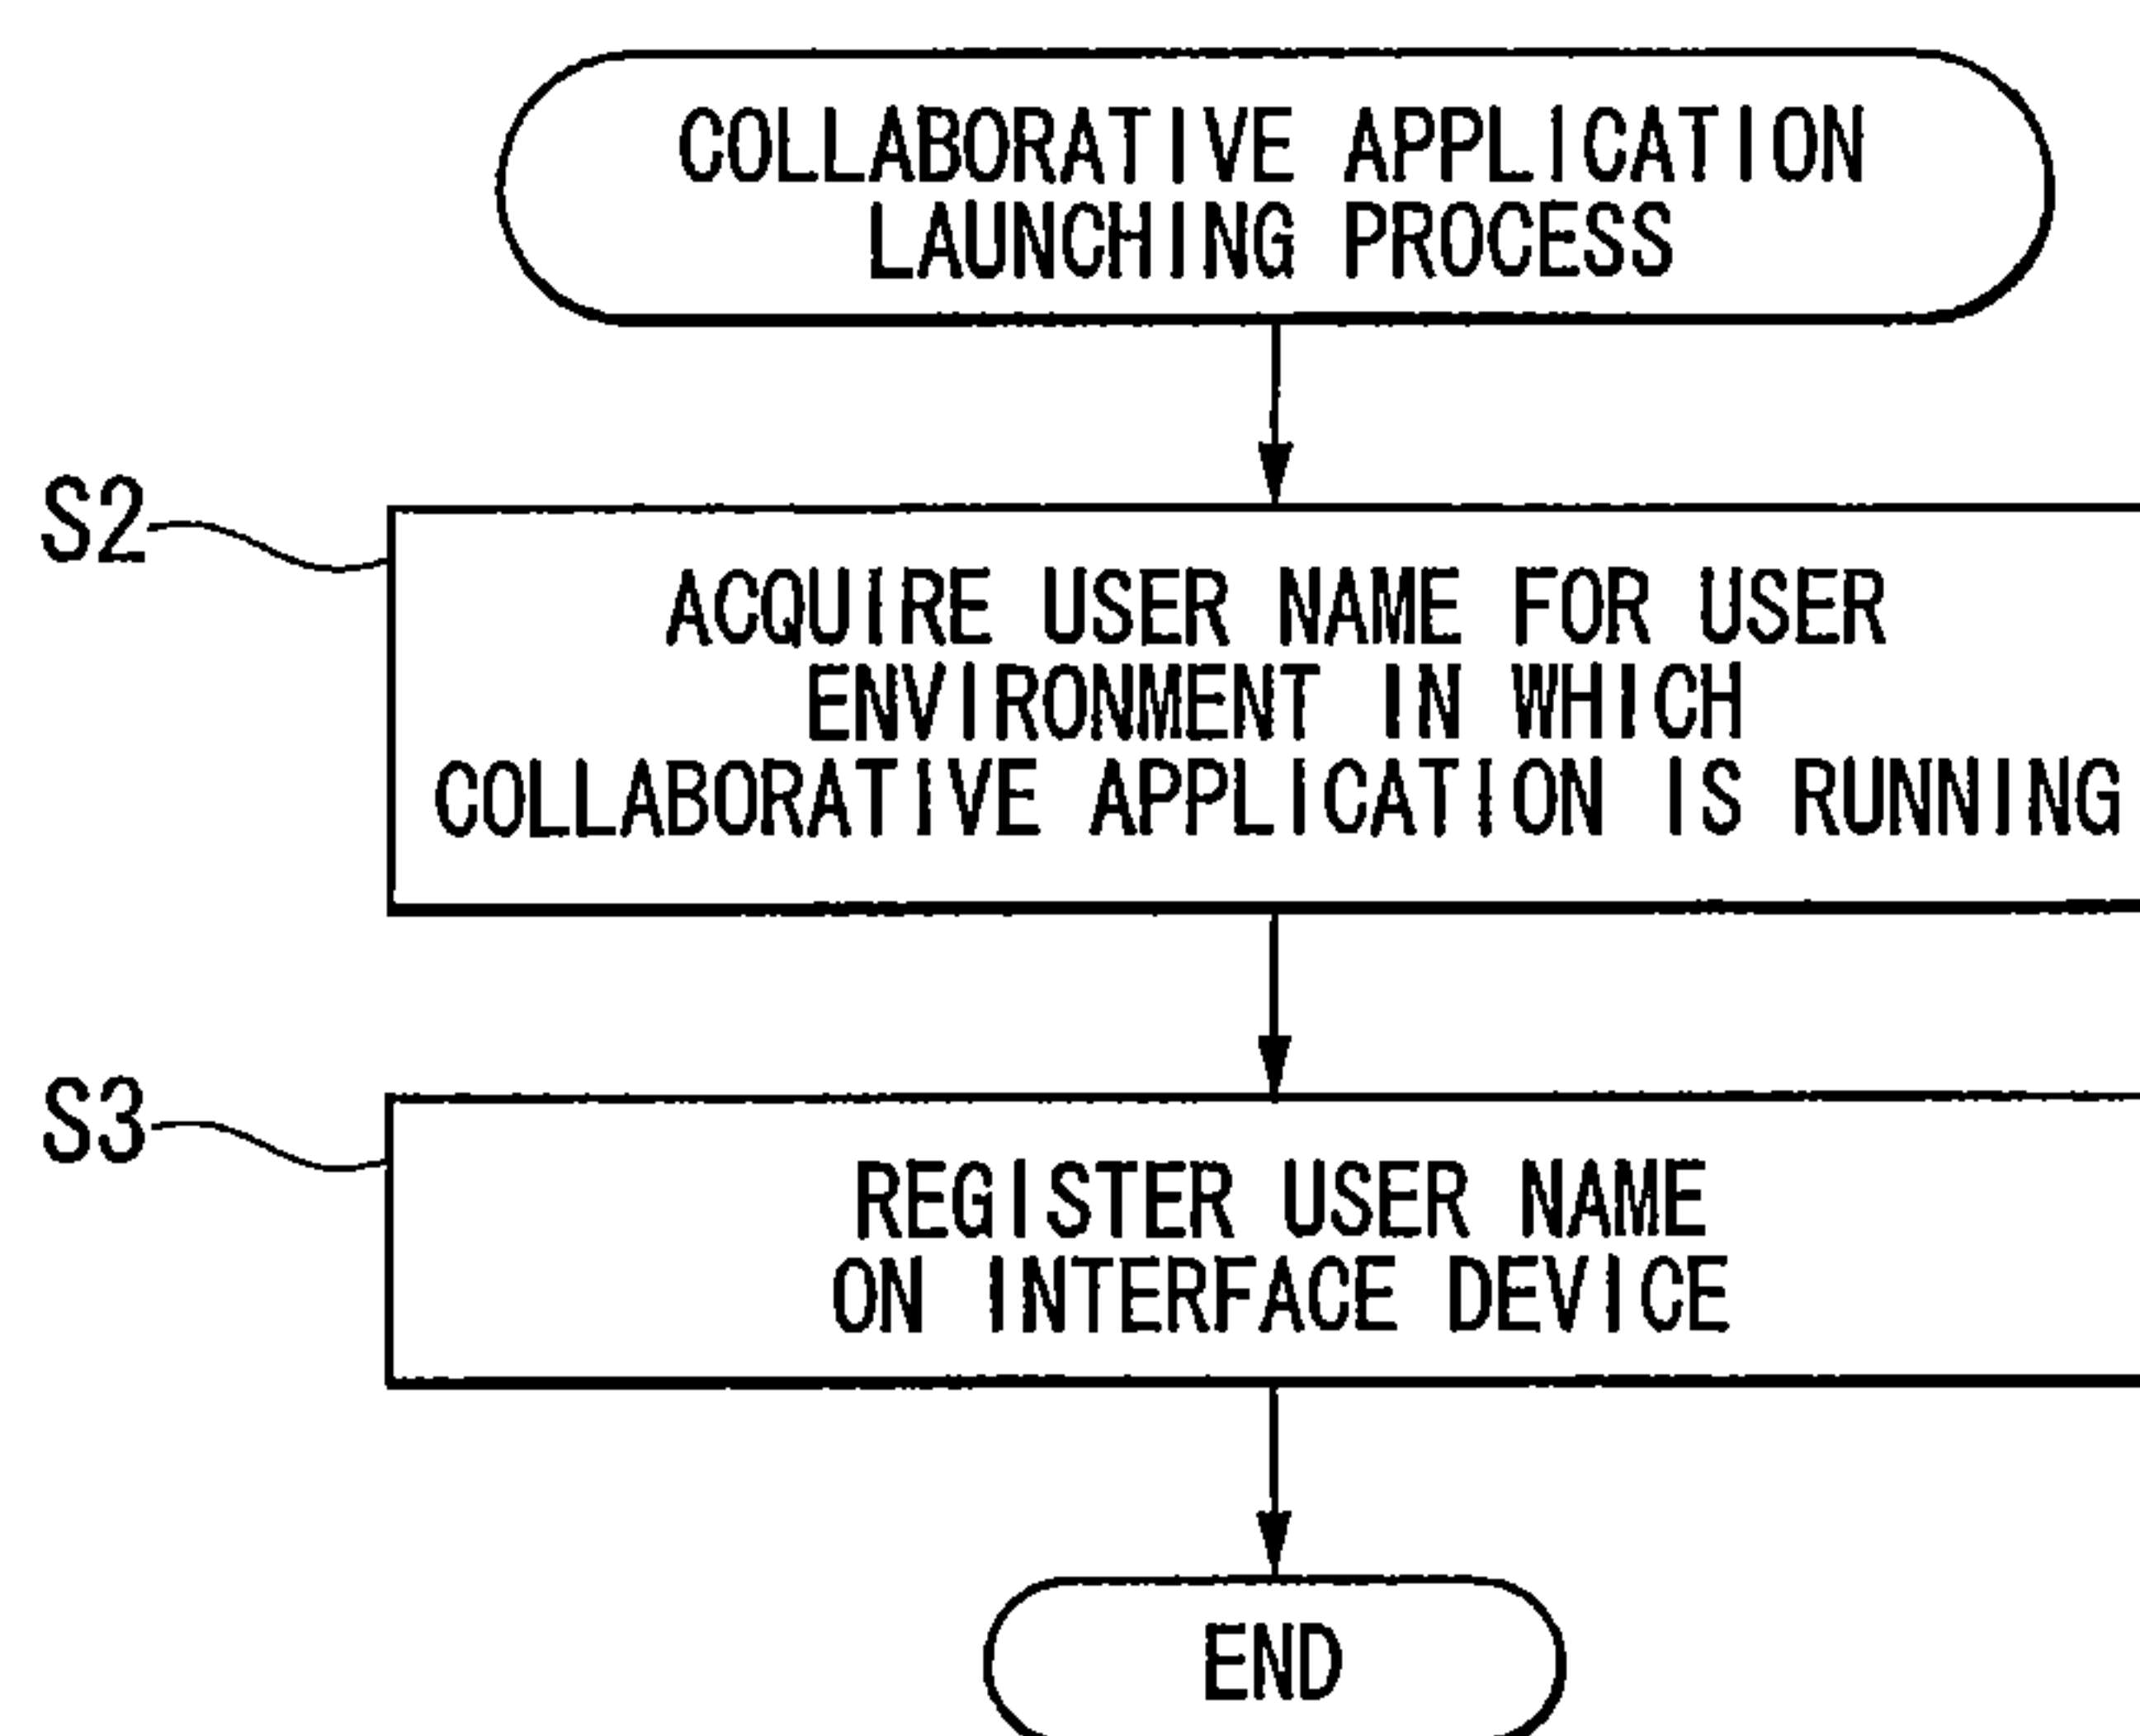 COLLABORATIVE APPLICATION
LAUNCHING PROCESS
S2
ACQUIRE USER NAME FOR USER
ENVIRONMENT IN WHICH
COLLABORATIVE APPLICATION IS RUNNING
S3
REGISTER USER NAME
ON INTERFACE DEVICE
END